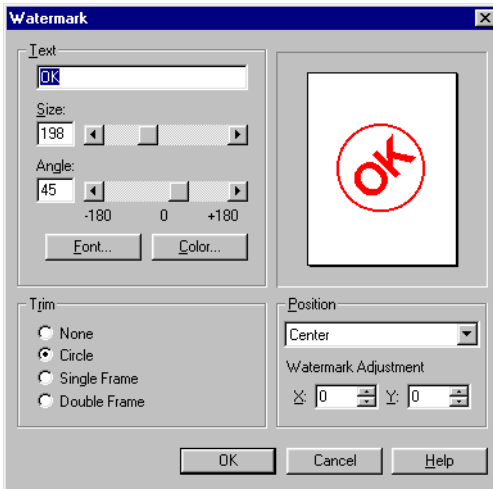 Watermark
Text
OK
Size:
198
Angle:
45
-180 0 +180
Font... Color...
OK
Trim
None
Circle
Single Frame
Double Frame
Position
Center
Watermark Adjustment
X: 0 Y: 0
OK Cancel Help